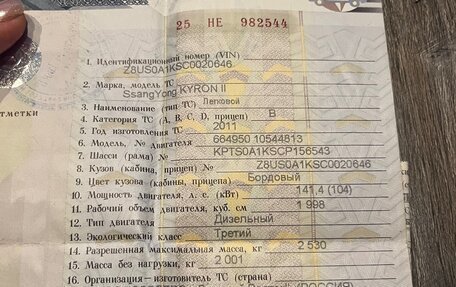 25 НЕ 982544
1. Идентификационный номер (VIN)
Z8US0A1KSC0020646
2. Марка, модель ТС
SsangYong KYRON II
3. Наименование (тип ТС) Легковой
4. Категория ТС (А, В, С, D, прицеп) B
5. Год изготовления ТС 2011
6. Модель, № двигателя 664950 10544813
7. Шасси (рама) № KPTS0A1KSCP156543
8. Кузов (кабина, прицеп) № Z8US0A1KSC0020646
9. Цвет кузова (кабины, прицепа) Бордовый
10. Мощность двигателя, л. с. (кВт) 141,4 (104)
11. Рабочий объем двигателя, куб. см 1 998
12. Тип двигателя Дизельный
13. Экологический класс Третий
отметки
14. Разрешенная максимальная масса, кг 2 530
15. Масса без нагрузки, кг 2 001
16. Организация—изготовитель ТС (страна)
(РОССИЯ)